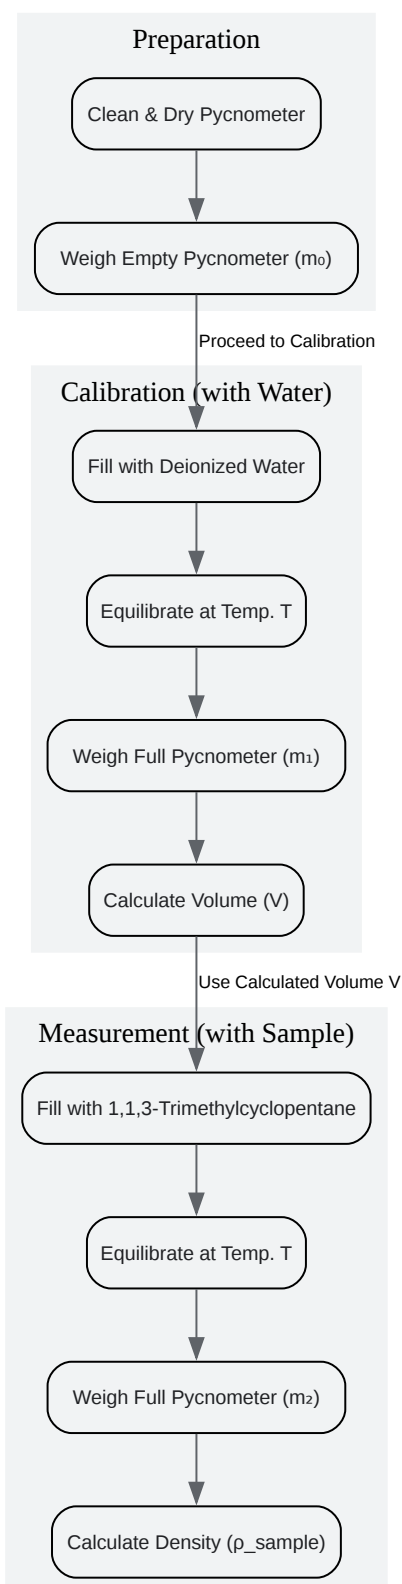 Preparation
Clean & Dry Pycnometer
Weigh Empty Pycnometer (m₀)
Proceed to Calibration
Calibration (with Water)
Fill with Deionized Water
Equilibrate at Temp. T
Weigh Full Pycnometer (m₁)
Calculate Volume (V)
Use Calculated Volume V
Measurement (with Sample)
Fill with 1,1,3-Trimethylcyclopentane
Equilibrate at Temp. T
Weigh Full Pycnometer (m₂)
Calculate Density (ρ_sample)